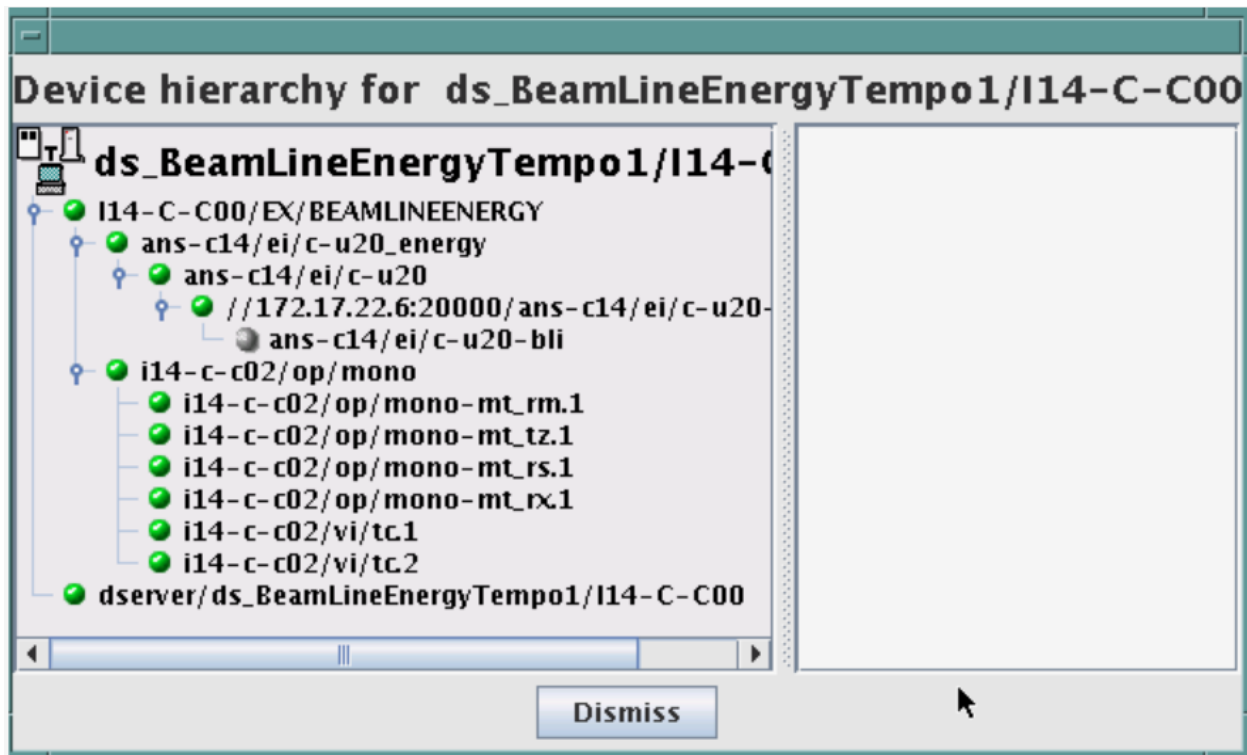 Device hierarchy for ds_BeamLineEnergyTempo1/I14-C-C00
T
ds_BeamLineEnergyTempo1/I14-C
I14-C-C00/EX/BEAMLINEENERGY
ans-c14/ei/c-u20_energy
ans-c14/ei/c-u20
//172.17.22.6:20000/ans-c14/ei/c-u20-
ans-c14/ei/c-u20-bli
i14-c-c02/op/mono
i14-c-c02/op/mono-mt_rm.1
i14-c-c02/op/mono-mt_tz.1
i14-c-c02/op/mono-mt_rs.1
i14-c-c02/op/mono-mt_rx.1
i14-c-c02/vi/tc.1
i14-c-c02/vi/tc.2
dserver/ds_BeamLineEnergyTempo1/I14-C-C00
Dismiss